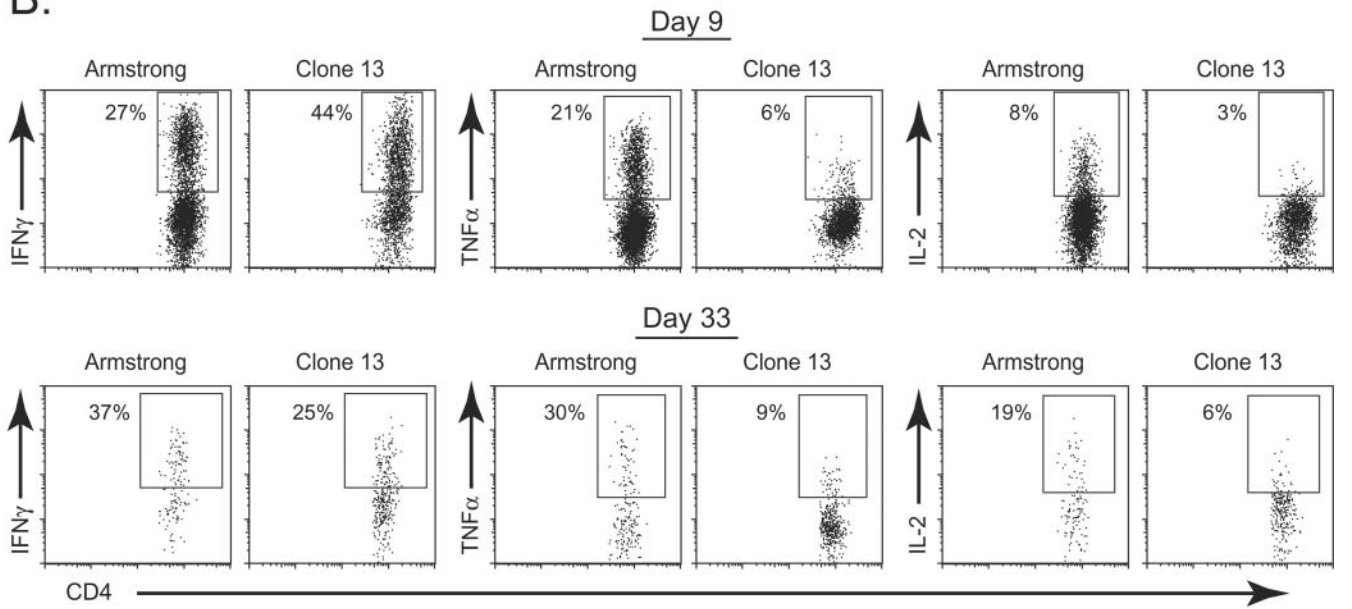 B.
Day 9
Armstrong Clone 13 Armstrong Clone 13 Armstrong Clone 13
27% 44% 21% 6% 8% 3%
IFNγ TNFα IL-2
Day 33
Armstrong Clone 13 Armstrong Clone 13 Armstrong Clone 13
37% 25% 30% 9% 19% 6%
IFNγ TNFα IL-2
CD4